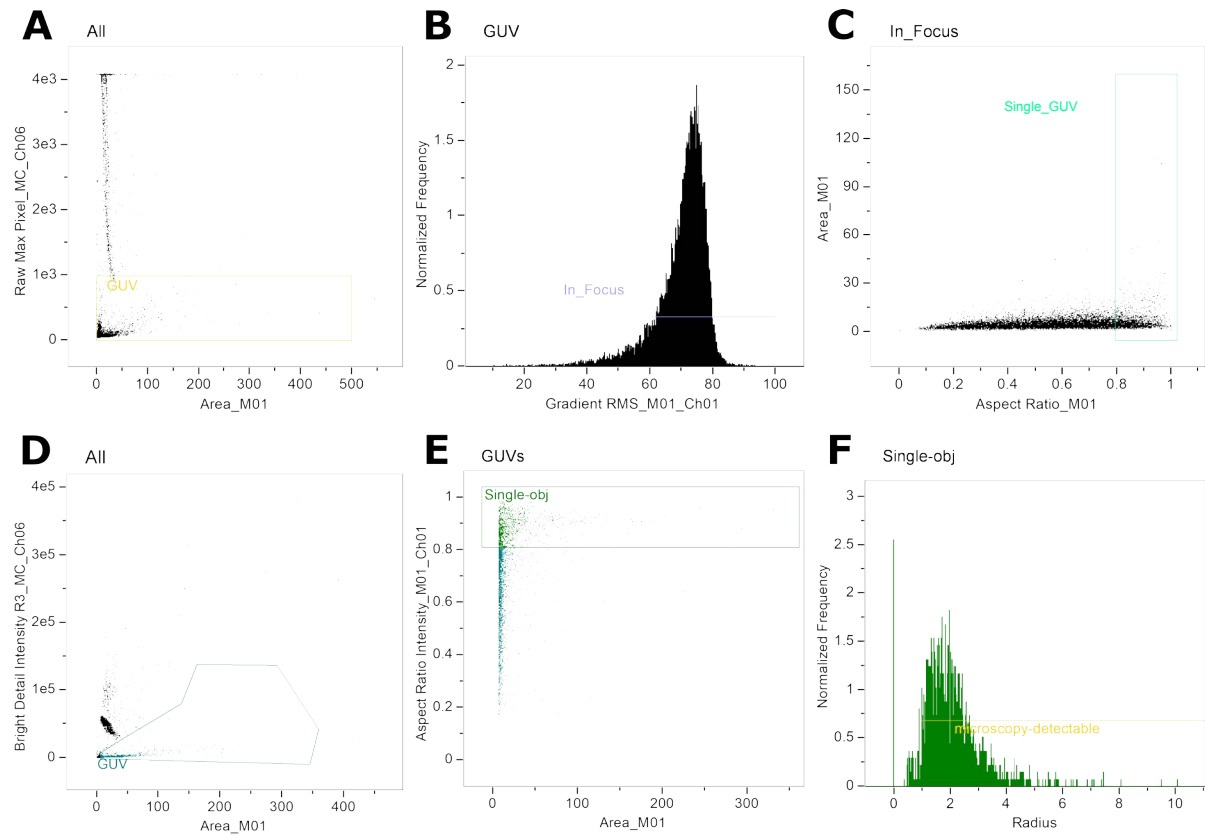 A
All
Raw Max Pixel_MC_Ch06
4e3
3e3
2e3
1e3
0
GUV
0
100
200
300
400
500
Area_M01
B
GUV
Normalized Frequency
2
1.5
1
0.5
0
In_Focus
20
40
60
80
100
Gradient RMS_M01_Ch01
C
In_Focus
Area_M01
150
120
90
60
30
0
Single_GUV
0
0.2
0.4
0.6
0.8
1
Aspect Ratio_M01
D
All
Bright Detail Intensity R3_MC_Ch06
4e5
3e5
2e5
1e5
0
GUV
0
100
200
300
400
Area_M01
E
GUVs
Aspect Ratio Intensity_M01_Ch01
1
0.8
0.6
0.4
0.2
0
Single-obj
0
100
200
300
Area_M01
F
Single-obj
Normalized Frequency
3
2.5
2
1.5
1
0.5
0
microscopy-detectable
0
2
4
6
8
10
Radius